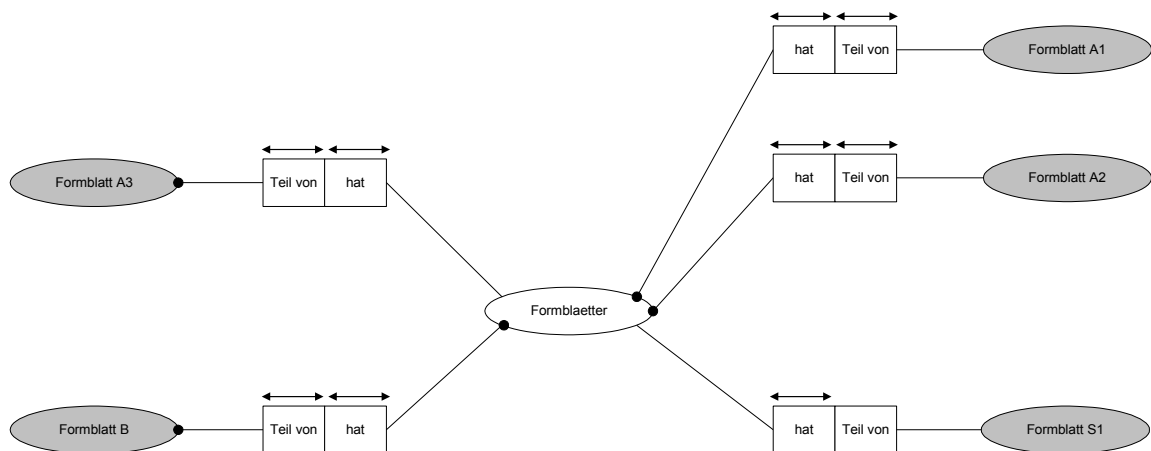 hat
Teil von
Formblatt A1
Formblatt A3
Teil von
hat
hat
Teil von
Formblatt A2
Formblaetter
Formblatt B
Teil von
hat
hat
Teil von
Formblatt S1